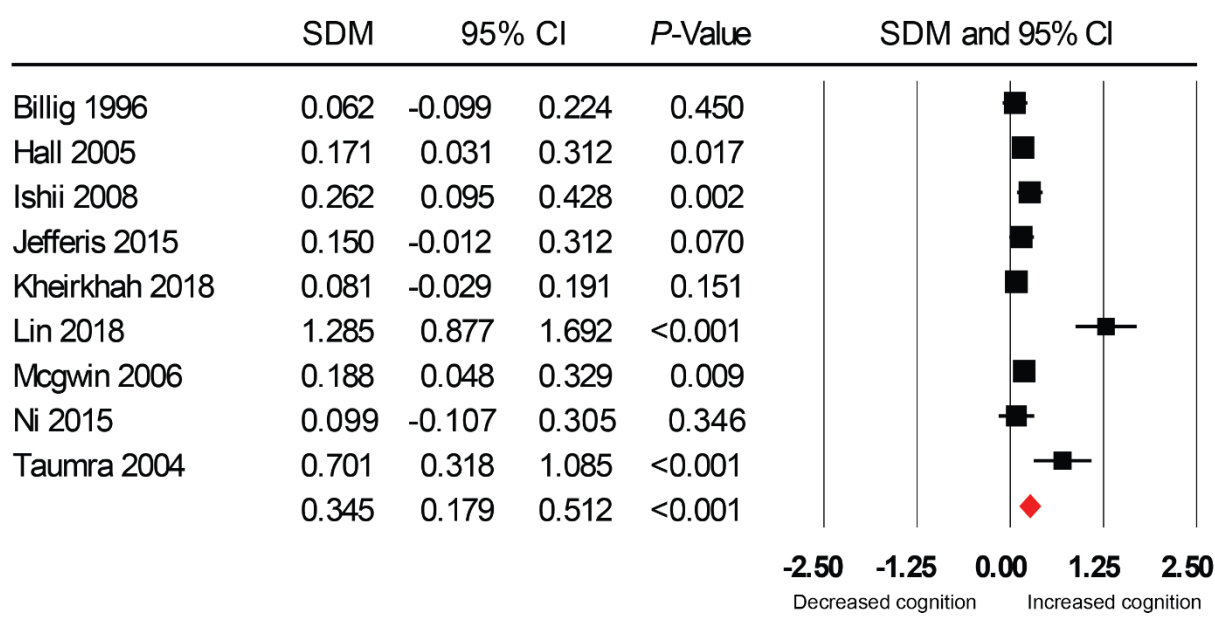 SDM 95% CI P-Value SDM and 95% CI
Billig 1996 0.062 -0.099 0.224 0.450
Hall 2005 0.171 0.031 0.312 0.017
Ishii 2008 0.262 0.095 0.428 0.002
Jefferis 2015 0.150 -0.012 0.312 0.070
Kheirkhah 2018 0.081 -0.029 0.191 0.151
Lin 2018 1.285 0.877 1.692 <0.001
Mcgwin 2006 0.188 0.048 0.329 0.009
Ni 2015 0.099 -0.107 0.305 0.346
Taumra 2004 0.701 0.318 1.085 <0.001
0.345 0.179 0.512 <0.001
-2.50 -1.25 0.00 1.25 2.50
Decreased cognition Increased cognition